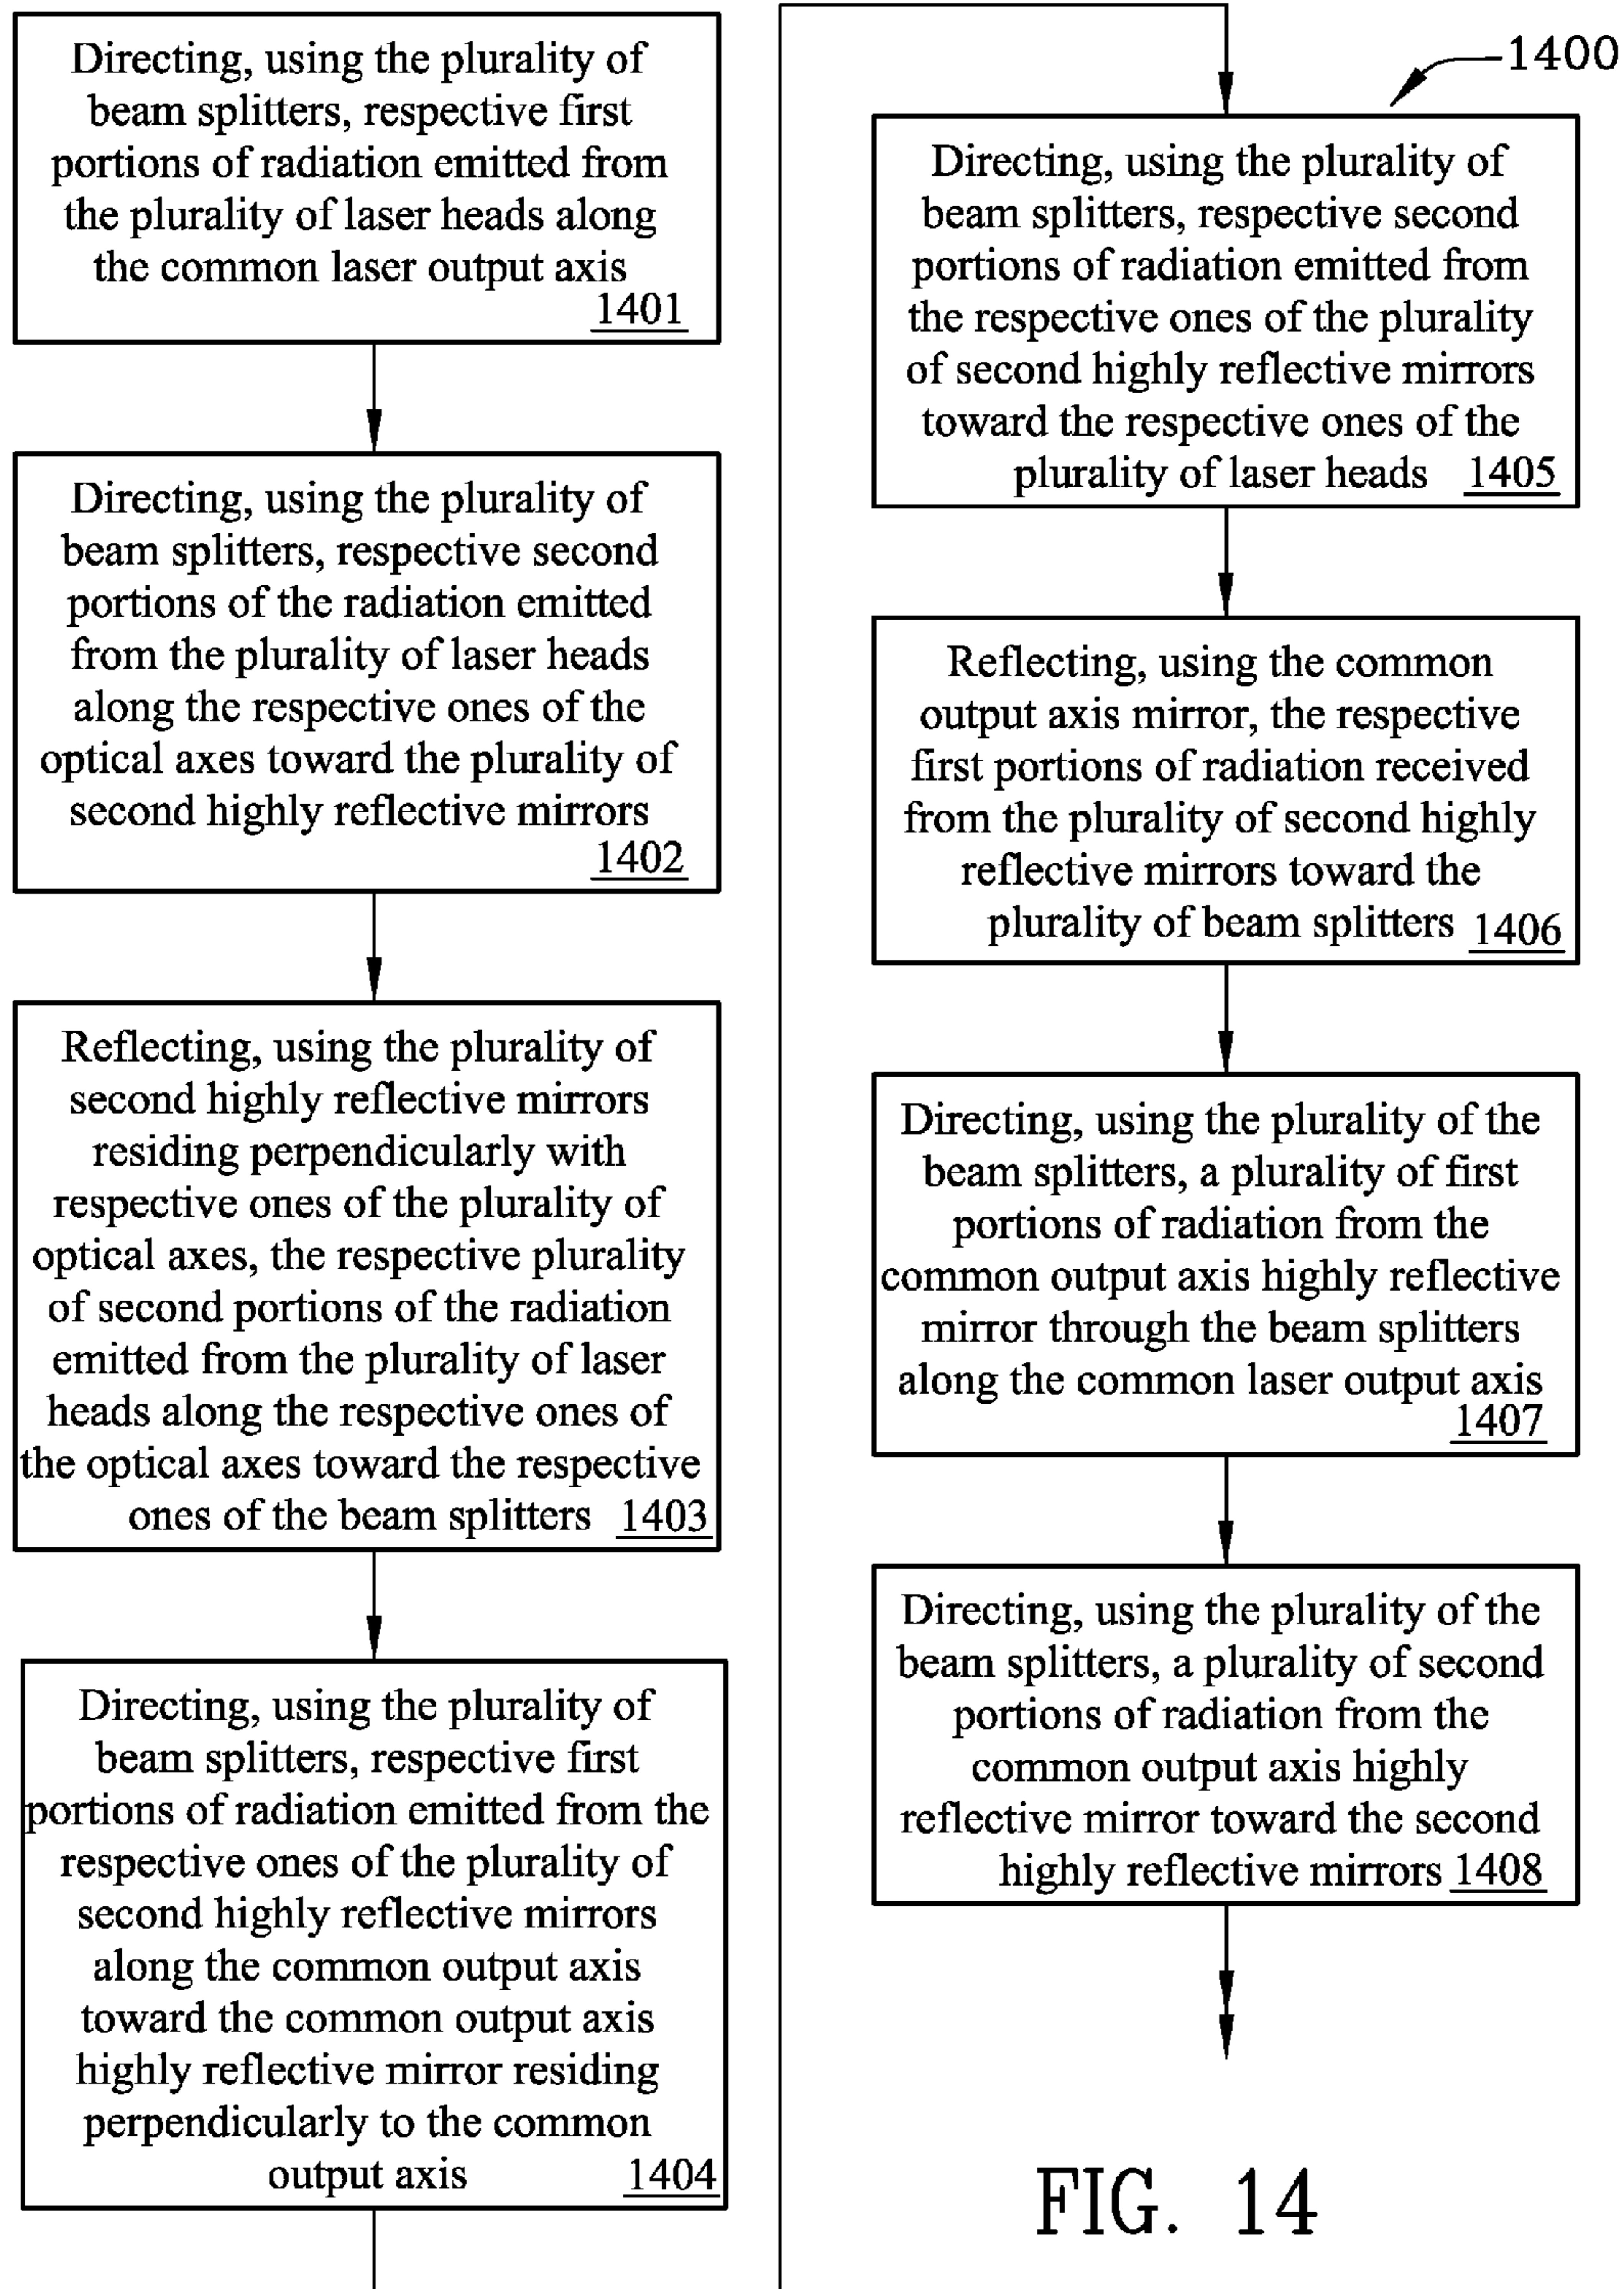 Directing, using the plurality of
beam splitters, respective first
portions of radiation emitted from
the plurality of laser heads along
the common laser output axis
1401
Directing, using the plurality of
beam splitters, respective second
portions of the radiation emitted
from the plurality of laser heads
along the respective ones of the
optical axes toward the plurality of
second highly reflective mirrors
1402
Reflecting, using the plurality of
second highly reflective mirrors
residing perpendicularly with
respective ones of the plurality of
optical axes, the respective plurality
of second portions of the radiation
emitted from the plurality of laser
heads along the respective ones of
the optical axes toward the respective
ones of the beam splitters 1403
Directing, using the plurality of
beam splitters, respective first
portions of radiation emitted from the
respective ones of the plurality of
second highly reflective mirrors
along the common output axis
toward the common output axis
highly reflective mirror residing
perpendicularly to the common
output axis 1404
1400
Directing, using the plurality of
beam splitters, respective second
portions of radiation emitted from
the respective ones of the plurality
of second highly reflective mirrors
toward the respective ones of the
plurality of laser heads 1405
Reflecting, using the common
output axis mirror, the respective
first portions of radiation received
from the plurality of second highly
reflective mirrors toward the
plurality of beam splitters 1406
Directing, using the plurality of the
beam splitters, a plurality of first
portions of radiation from the
common output axis highly reflective
mirror through the beam splitters
along the common laser output axis
1407
Directing, using the plurality of the
beam splitters, a plurality of second
portions of radiation from the
common output axis highly
reflective mirror toward the second
highly reflective mirrors 1408
FIG. 14